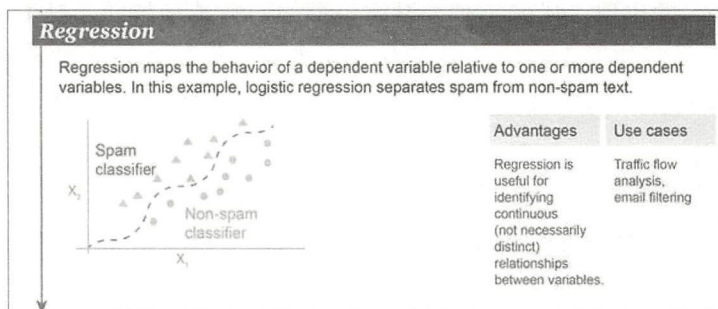 Regression
Regression maps the behavior of a dependent variable relative to one or more dependent
variables. In this example, logistic regression separates spam from non-spam text.
Spam
classifier
X₂
Non-spam
classifier
X₁
Advantages
Regression is
useful for
identifying
continuous
(not necessarily
distinct)
relationships
between variables.
Use cases
Traffic flow
analysis,
email filtering